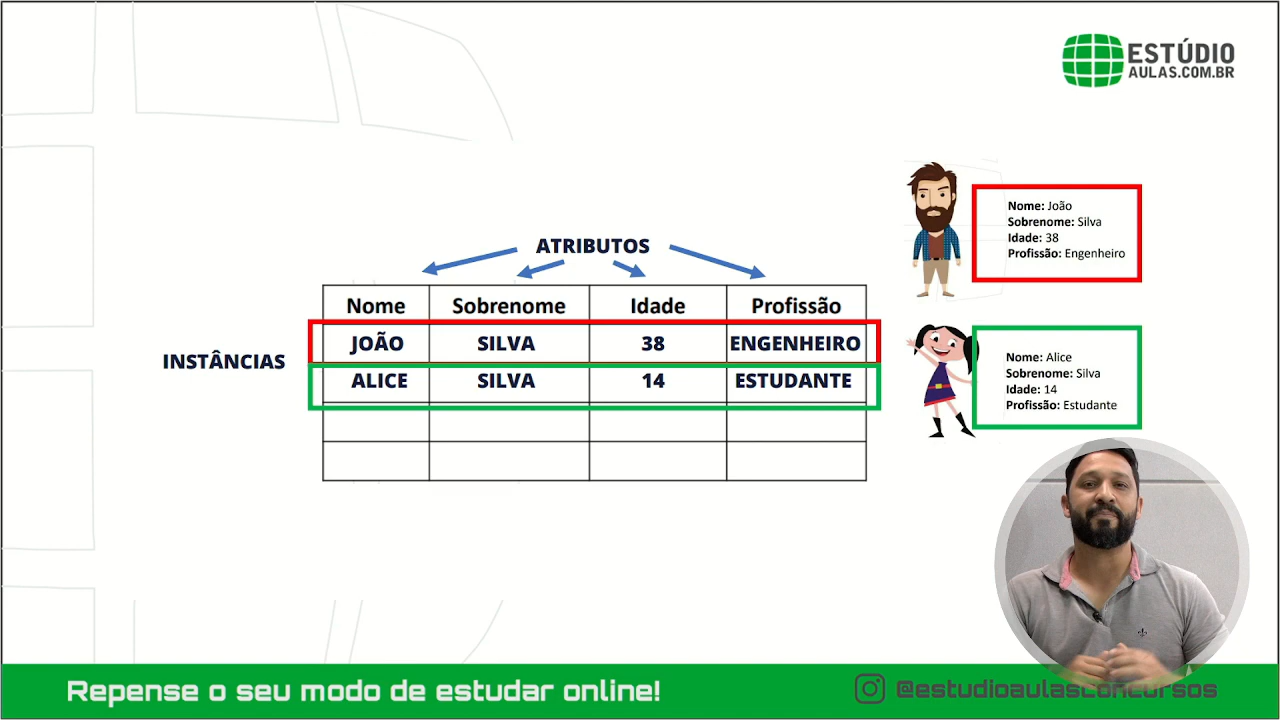 ESTÚDIO
AULAS.COM.BR
ATRIBUTOS
Nome Sobrenome Idade Profissão
JOÃO SILVA 38 ENGENHEIRO
ALICE SILVA 14 ESTUDANTE
INSTÂNCIAS
Nome: João
Sobrenome: Silva
Idade: 38
Profissão: Engenheiro
Nome: Alice
Sobrenome: Silva
Idade: 14
Profissão: Estudante
Repense o seu modo de estudar online!
@estudioaulasconcursos